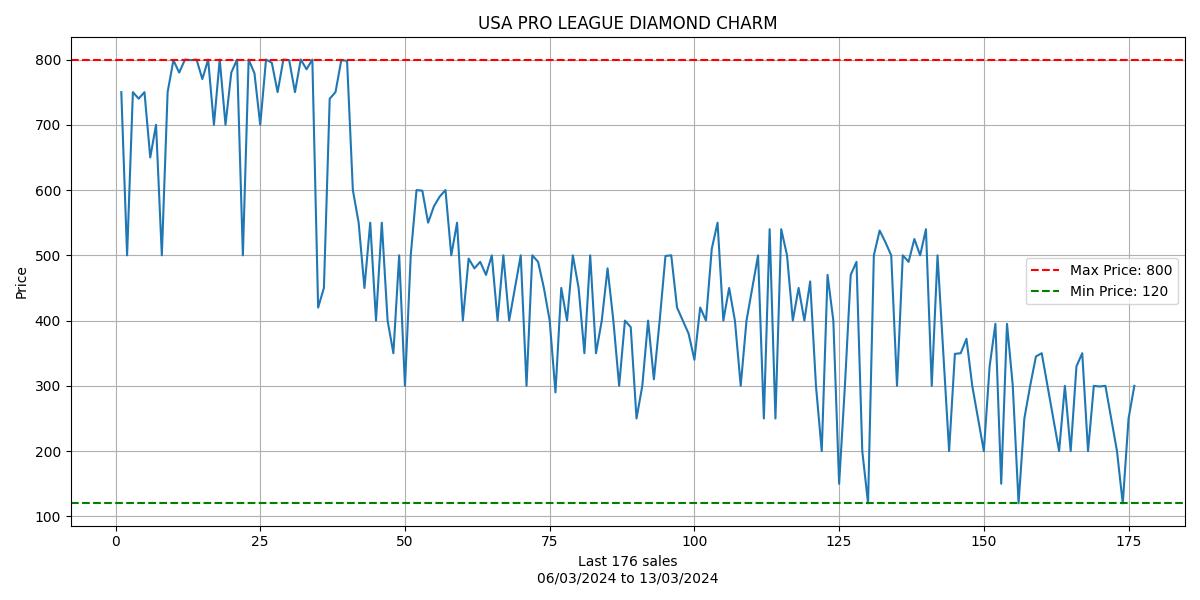 USA PRO LEAGUE DIAMOND CHARM
Price
800
700
600
500
400
300
200
100
Max Price: 800
Min Price: 120
0 25 50 75 100 125 150 175
Last 176 sales
06/03/2024 to 13/03/2024